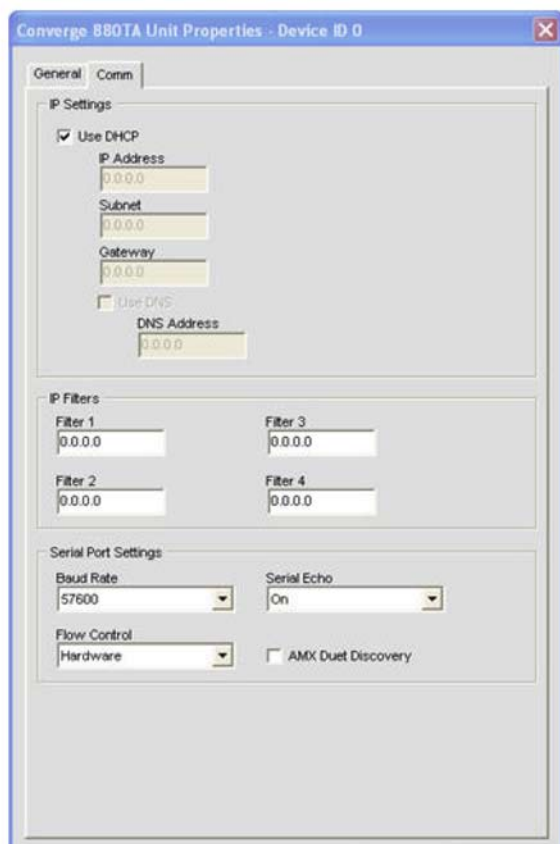 Converge 880TA Unit Properties - Device ID 0
General Comm
IP Settings
Use DHCP
IP Address
0.0.0.0
Subnet
0.0.0.0
Gateway
0.0.0.0
Use DNS
DNS Address
0.0.0.0
IP Filters
Filter 1 Filter 3
0.0.0.0 0.0.0.0
Filter 2 Filter 4
0.0.0.0 0.0.0.0
Serial Port Settings
Baud Rate Serial Echo
57600 On
Flow Control
Hardware AMX Duet Discovery